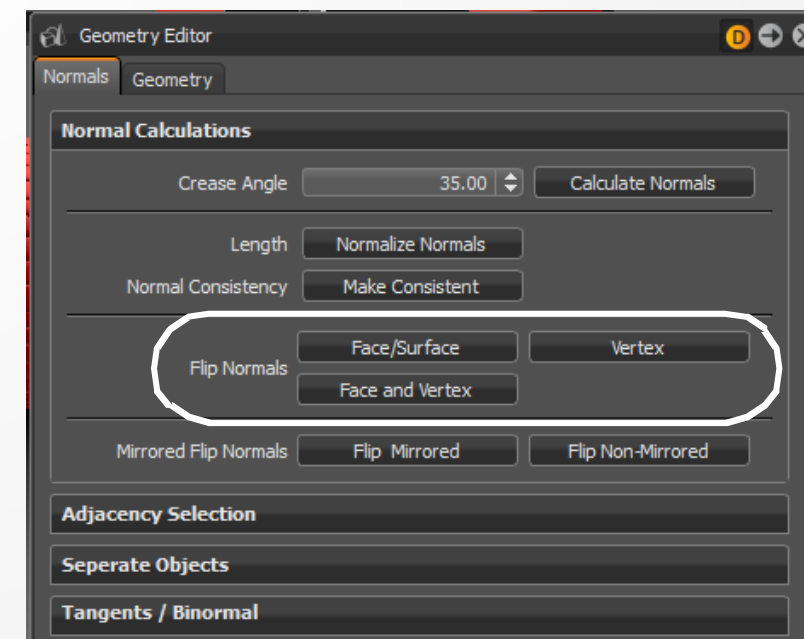 Geometry Editor
D
Normals Geometry
Normal Calculations
Crease Angle 35.00 Calculate Normals
Length Normalize Normals
Normal Consistency Make Consistent
Flip Normals Face/Surface Vertex
Face and Vertex
Mirrored Flip Normals Flip Mirrored Flip Non-Mirrored
Adjacency Selection
Seperate Objects
Tangents / Binormal